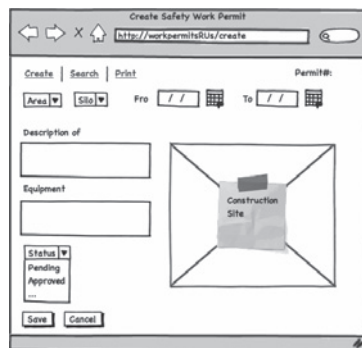 Create Safety Work Permit
http://workpermitsRUs/create
Create Search Print Permit#:
Area Silo Fro / / To / /
Description of
Equipment
Construction
Site
Status
Pending
Approved
...
Save Cancel